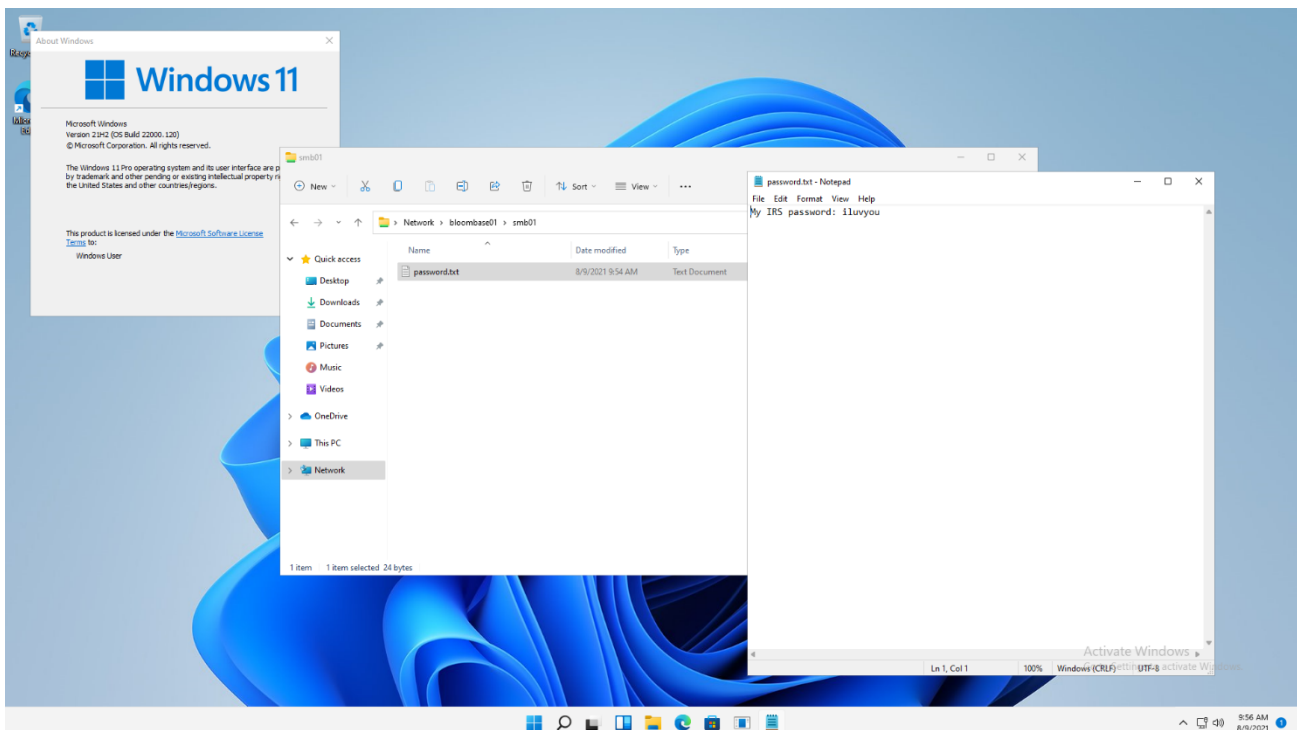 About Windows
Windows 11
Microsoft Windows
Version 21H2 (OS Build 22000.120)
© Microsoft Corporation. All rights reserved.
The Windows 11 Pro operating system and its user interface are p
by trademark and other pending or existing intellectual property ri
the United States and other countries/regions.
This product is licensed under the Microsoft Software License
Terms to:
Windows User
smb01
New
Sort
View
Network > bloombase01 > smb01
Name
Date modified
Type
Quick access
Desktop
Downloads
Documents
Pictures
Music
Videos
OneDrive
This PC
Network
password.txt
8/9/2021 9:54 AM
Text Document
1 item
1 item selected 24 bytes
password.txt - Notepad
File Edit Format View Help
My IRS password: iluvyou
Activate Windows
activate
Ln 1, Col 1
100%
Windows (CRLF)
UTF-8
9:56 AM
8/9/2021
1